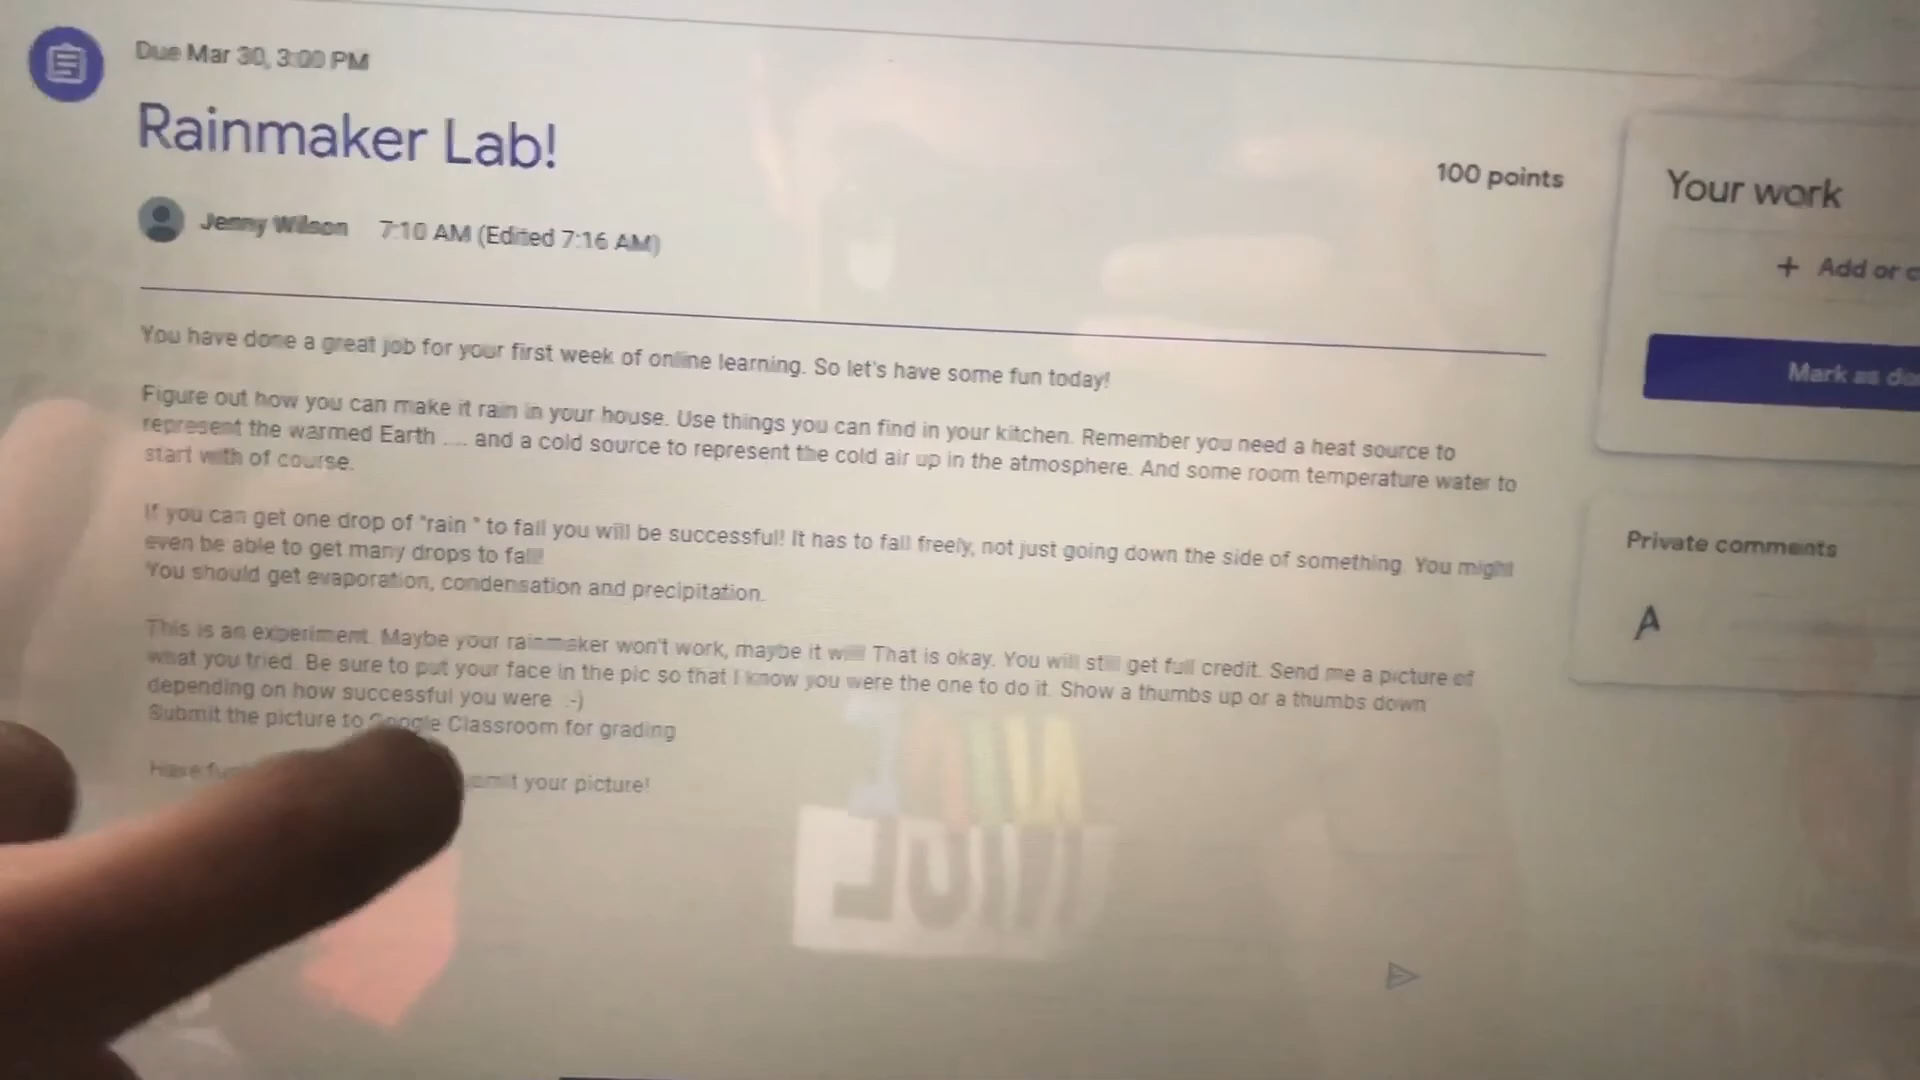 Due Mar 30, 3:00 PM
Rainmaker Lab!
100 points
Jenny Wilson 7:10 AM (Edited 7:16 AM)
Your work
+ Add or c
Mark as do
You have done a great job for your first week of online learning. So let's have some fun today!
Figure out how you can make it rain in your house. Use things you can find in your kitchen. Remember you need a heat source to
represent the warmed Earth .... and a cold source to represent the cold air up in the atmosphere. And some room temperature water to
start with of course.
If you can get one drop of "rain " to fall you will be successful! It has to fall freely, not just going down the side of something. You might
even be able to get many drops to fall!
You should get evaporation, condensation and precipitation.
This is an experiment. Maybe your rainmaker won't work, maybe it will! That is okay. You will still get full credit. Send me a picture of
what you tried. Be sure to put your face in the pic so that I know you were the one to do it. Show a thumbs up or a thumbs down
depending on how successful you were :-)
Submit the picture to Google Classroom for grading
Have fun your picture!
Private comments
A